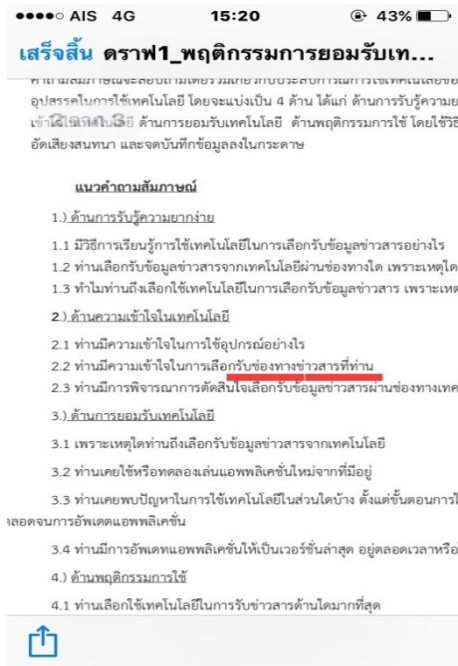 AIS 4G 15:20 43%
เสร็จสิ้น ดราฟ1_พฤติกรรมการยอมรับเท...
อุปสรรคในการใช้เทคโนโลยี โดยจะแบ่งเป็น 4 ด้าน ได้แก่ ด้านการรับรู้ความย
ด้านการยอมรับเทคโนโลยี ด้านพฤติกรรมการใช้ โดยใช้วิธี
อัดเสียงสนทนา และจดบันทึกข้อมูลลงในกระดาษ
แนวคำถามสัมภาษณ์
1.) ด้านการรับรู้ความยากง่าย
1.1 มีวิธีการเรียนรู้การใช้เทคโนโลยีในการเลือกรับข้อมูลข่าวสารอย่างไร
1.2 ท่านเลือกรับข้อมูลข่าวสารจากเทคโนโลยีผ่านช่องทางใด เพราะเหตุใด
1.3 ทำไมท่านถึงเลือกใช้เทคโนโลยีในการเลือกรับข้อมูลข่าวสาร เพราะเหต
2.) ด้านความเข้าใจในเทคโนโลยี
2.1 ท่านมีความเข้าใจในการใช้อุปกรณ์อย่างไร
2.2 ท่านมีความเข้าใจในการเลือกรับช่องทางข่าวสารที่ท่าน
2.3 ท่านมีการพิจารณาการตัดสินใจเลือกรับข้อมูลข่าวสารผ่านช่องทางเทค
3.) ด้านการยอมรับเทคโนโลยี
3.1 เพราะเหตุใดท่านถึงเลือกรับข้อมูลข่าวสารจากเทคโนโลยี
3.2 ท่านเคยใช้หรือทดลองเล่นแอพพลิเคชั่นใหม่จากที่มีอยู่
3.3 ท่านเคยพบปัญหาในการใช้เทคโนโลยีในส่วนใดบ้าง ตั้งแต่ขั้นตอนการใ
ลอดจนการอัพเดตแอพพลิเคชั่น
3.4 ท่านมีการอัพเดทแอพพลิเคชั่นให้เป็นเวอร์ชั่นล่าสุด อยู่ตลอดเวลาหรือ
4.) ด้านพฤติกรรมการใช้
4.1 ท่านเลือกใช้เทคโนโลยีในการรับข่าวสารด้านใดมากที่สุด